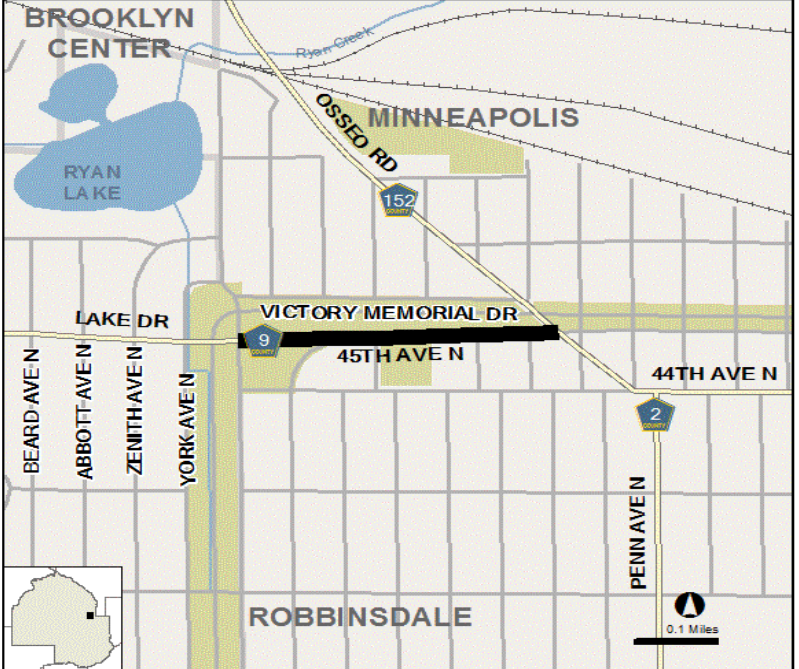 BROOKLYN
CENTER
Ryan Creek
MINNEAPOLIS
OSSEO RD
RYAN
LAKE
152
COUNTY
VICTORY MEMORIAL DR
LAKE DR
9
COUNTY
45TH AVE N
44TH AVE N
2
COUNTY
BEARD AVE N
ABBOTT AVE N
ZENITH AVE N
YORK AVE N
PENN AVE N
ROBBINSDALE
0.1 Miles